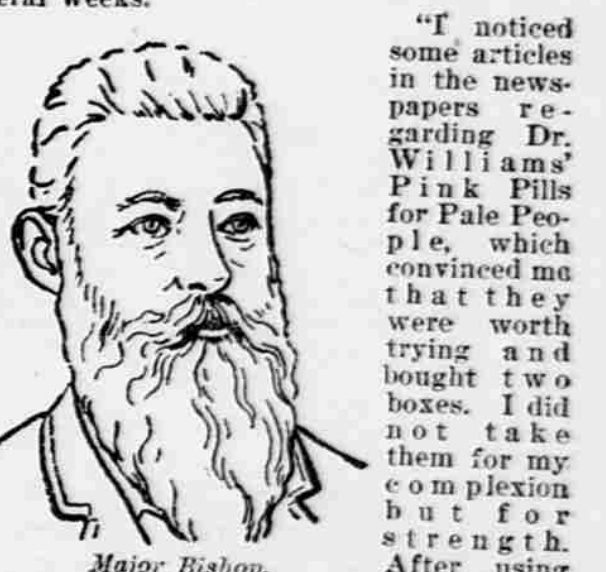 weeks.
"I noticed
some articles
in the news-
papers re-
garding Dr.
Williams'
Pink Pills
for Pale Peo-
ple, which
convinced me
that they
were worth
trying and
bought two
boxes. I did
not take
them for my
complexion
but for
strength.
After using
Major Bishop.